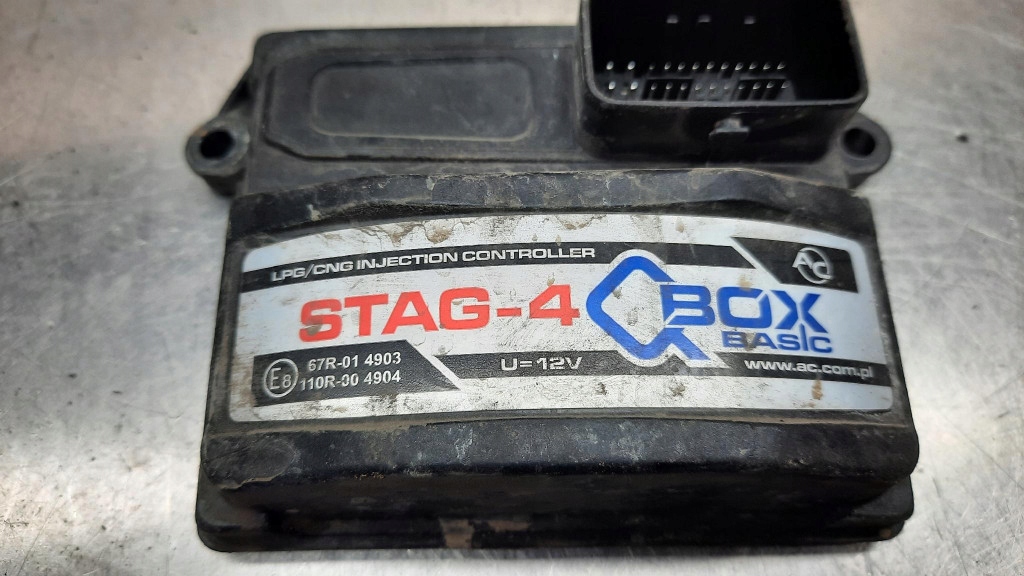 LPG/CNG INJECTION CONTROLLER
AC
STAG-4 QBOX
BASIC
E8 67R-01 4903
110R-00 4904
U=12V
www.ac.com.pl